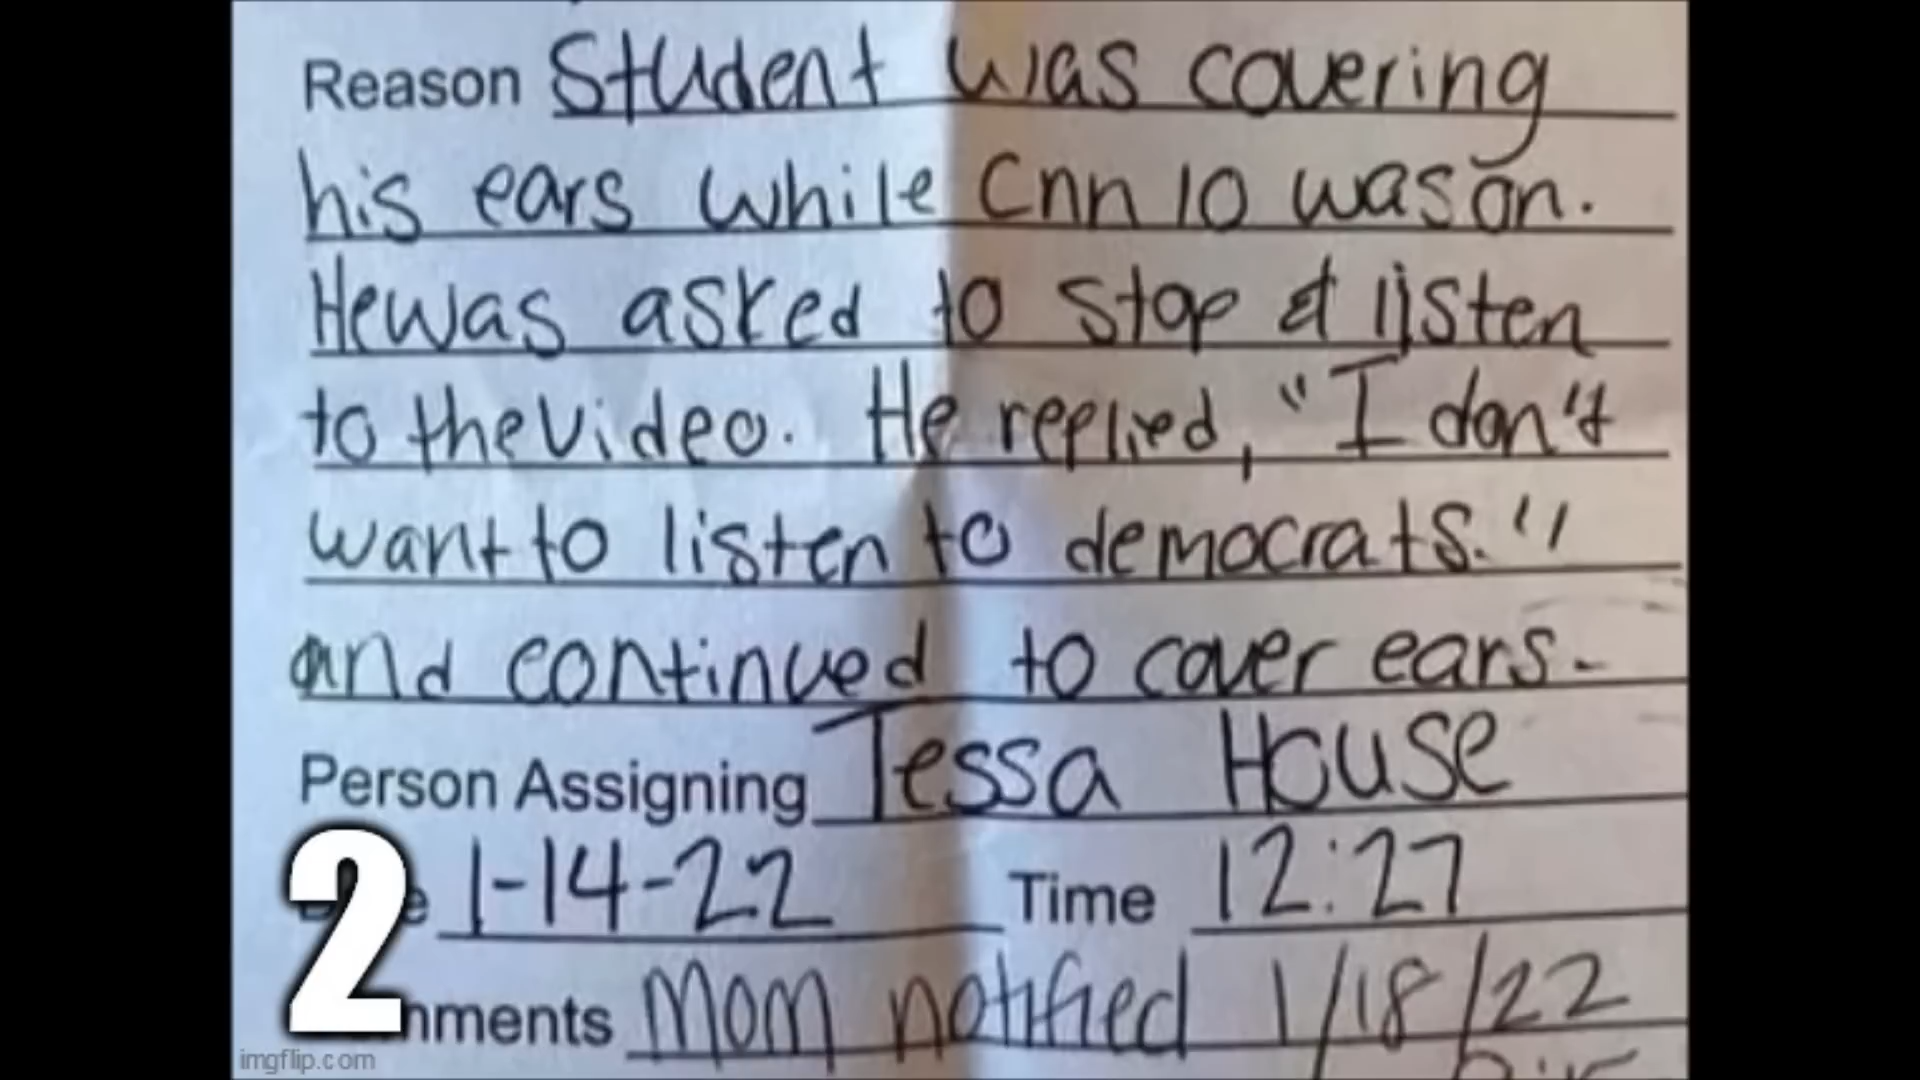 Reason Student was covering
his ears while Cnn 10 was on.
He was asked to stop & listen
to the video. He replied, "I don't
want to listen to democrats."
and continued to cover ears.
Person Assigning Tessa House
1-14-22 Time 12:27
2
mments Mom notified 1/18/22
imgflip.com